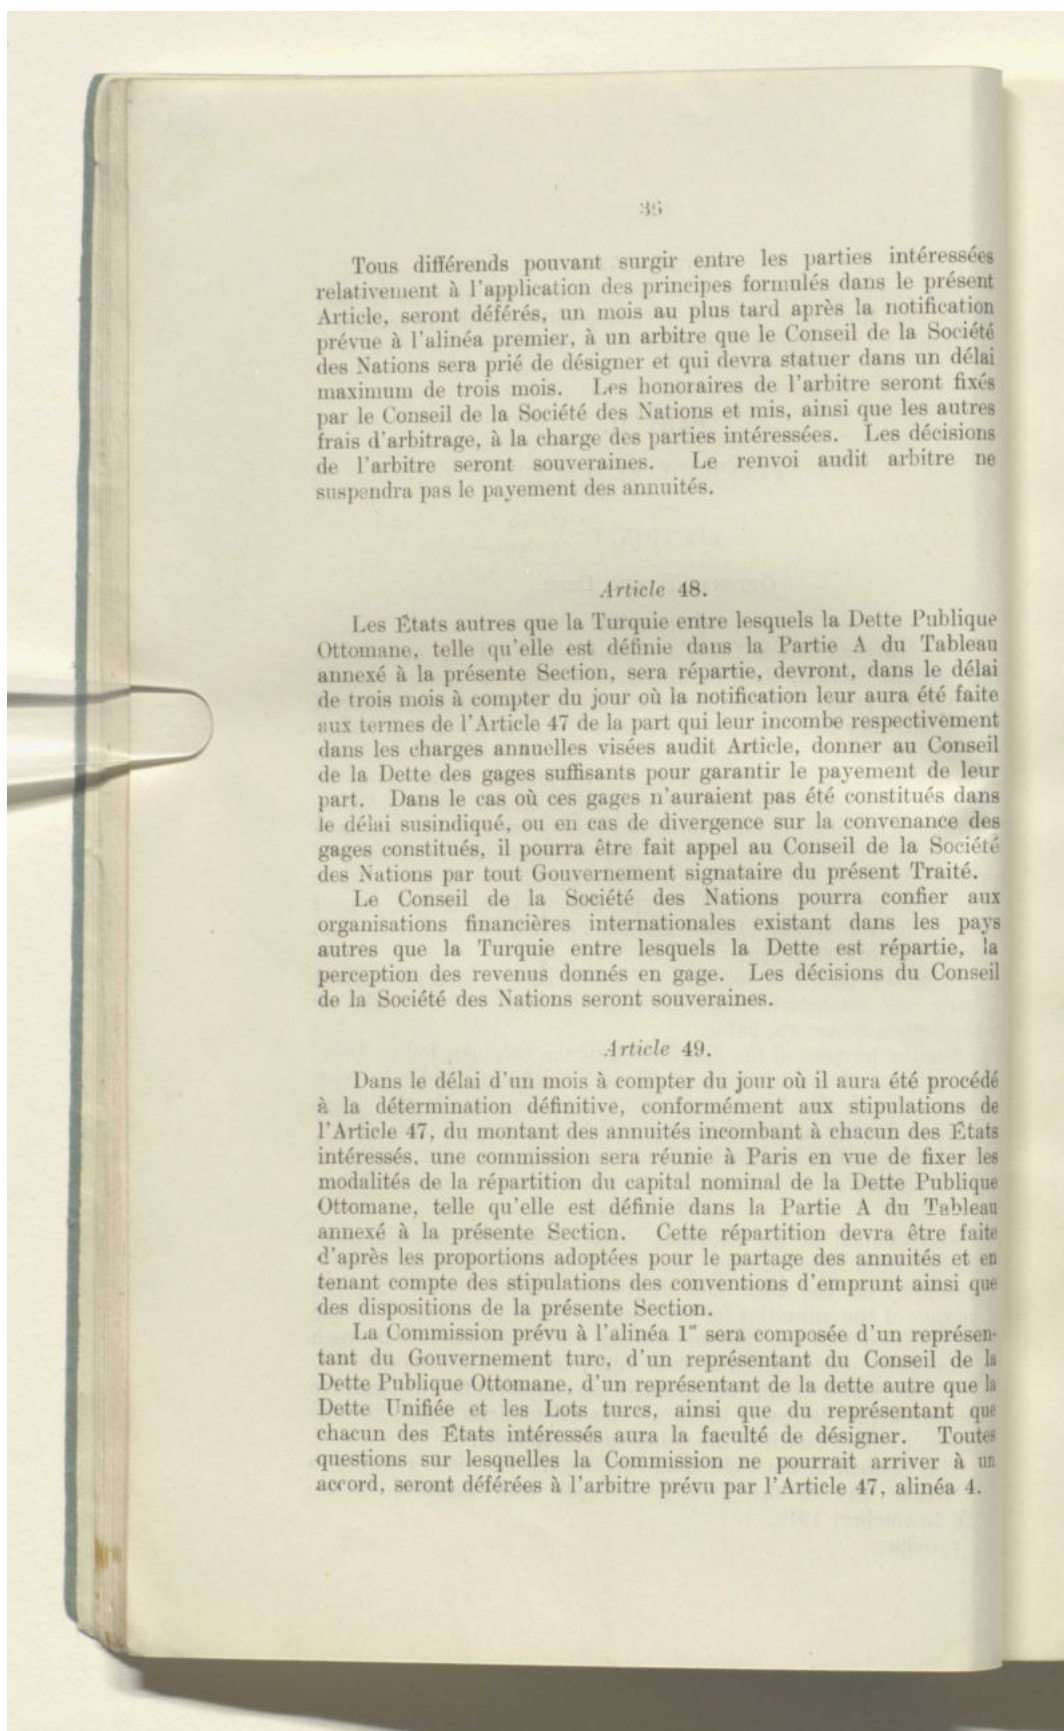 Tous différends pouvant surgir entre les parties intéressées
relativement à l'application des principes formulés dans le présent
Article, seront déférés, un mois au plus tard après la notification
prévue à l'alinéa premier, à un arbitre que le Conseil de la Société
des Nations sera prié de désigner et qui devra statuer dans un délai
maximum de trois mois. Les honoraires de l'arbitre seront fixés
par le Conseil de la Société des Nations et mis, ainsi que les autres
frais d'arbitrage, à la charge des parties intéressées. Les décisions
de l'arbitre seront souveraines. Le renvoi audit arbitre ne
suspendra pas le payement des annuités.
Article 48.
Les États autres que la Turquie entre lesquels la Dette Publique
Ottomane, telle qu'elle est définie dans la Partie A du Tableau
annexé à la présente Section, sera répartie, devront, dans le délai
de trois mois à compter du jour où la notification leur aura été faite
aux termes de l'Article 47 de la part qui leur incombe respectivement
dans les charges annuelles visées audit Article, donner au Conseil
de la Dette des gages suffisants pour garantir le payement de leur
part. Dans le cas où ces gages n'auraient pas été constitués dans
le délai susindiqué, ou en cas de divergence sur la convenance des
gages constitués, il pourra être fait appel au Conseil de la Société
des Nations par tout Gouvernement signataire du présent Traité.
Le Conseil de la Société des Nations pourra confier aux
organisations financières internationales existant dans les pays
autres que la Turquie entre lesquels la Dette est répartie, la
perception des revenus donnés en gage. Les décisions du Conseil
de la Société des Nations seront souveraines.
Article 49.
Dans le délai d'un mois à compter du jour où il aura été procédé
à la détermination définitive, conformément aux stipulations de
l'Article 47, du montant des annuités incombant à chacun des États
intéressés, une commission sera réunie à Paris en vue de fixer les
modalités de la répartition du capital nominal de la Dette Publique
Ottomane, telle qu'elle est définie dans la Partie A du Tableau
annexé à la présente Section. Cette répartition devra être faite
d'après les proportions adoptées pour le partage des annuités et en
tenant compte des stipulations des conventions d'emprunt ainsi que
des dispositions de la présente Section.
La Commission prévu à l'alinéa 1er sera composée d'un représen-
tant du Gouvernement turc, d'un représentant du Conseil de la
Dette Publique Ottomane, d'un représentant de la dette autre que la
Dette Unifiée et les Lots turcs, ainsi que du représentant que
chacun des États intéressés aura la faculté de désigner. Toutes
questions sur lesquelles la Commission ne pourrait arriver à un
accord, seront déférées à l'arbitre prévu par l'Article 47, alinéa 4.